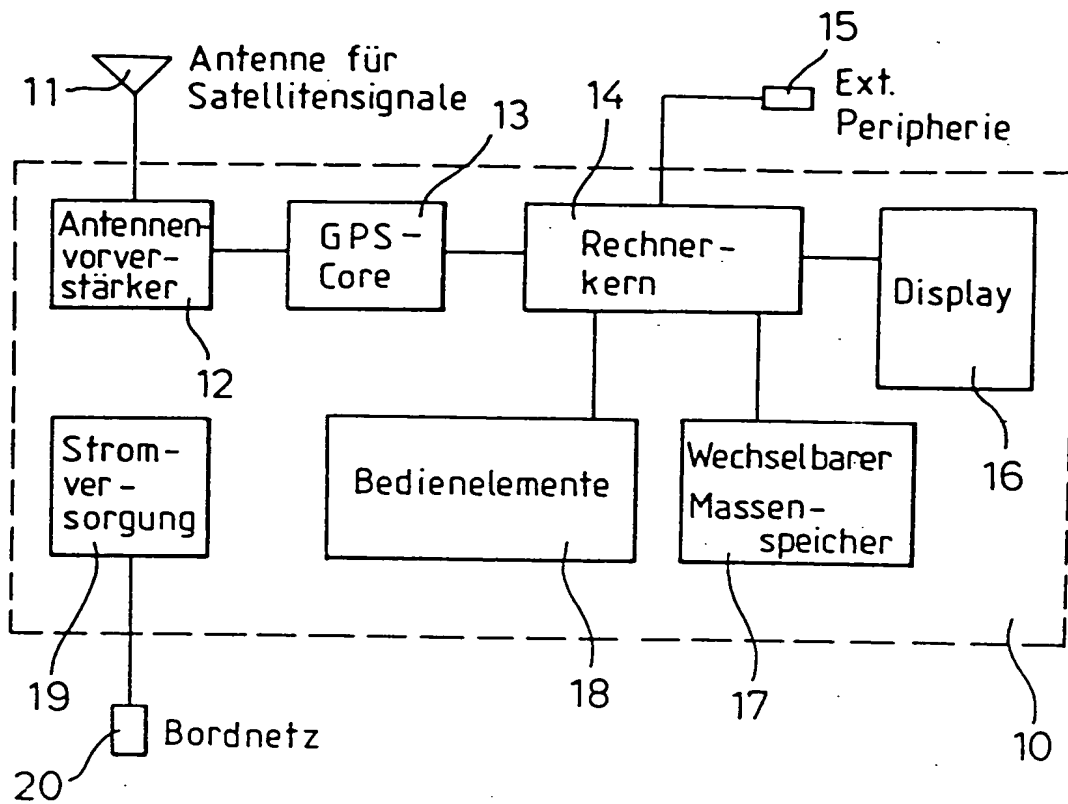 11
Antenne für
Satellitensignale
13
14
15
Ext.
Peripherie
Antennen-
vorver-
stärker
12
GPS-
Core
Rechner-
kern
Display
16
Strom-
ver-
sorgung
19
Bedienelemente
18
Wechselbarer
Massen-
speicher
17
10
20
Bordnetz